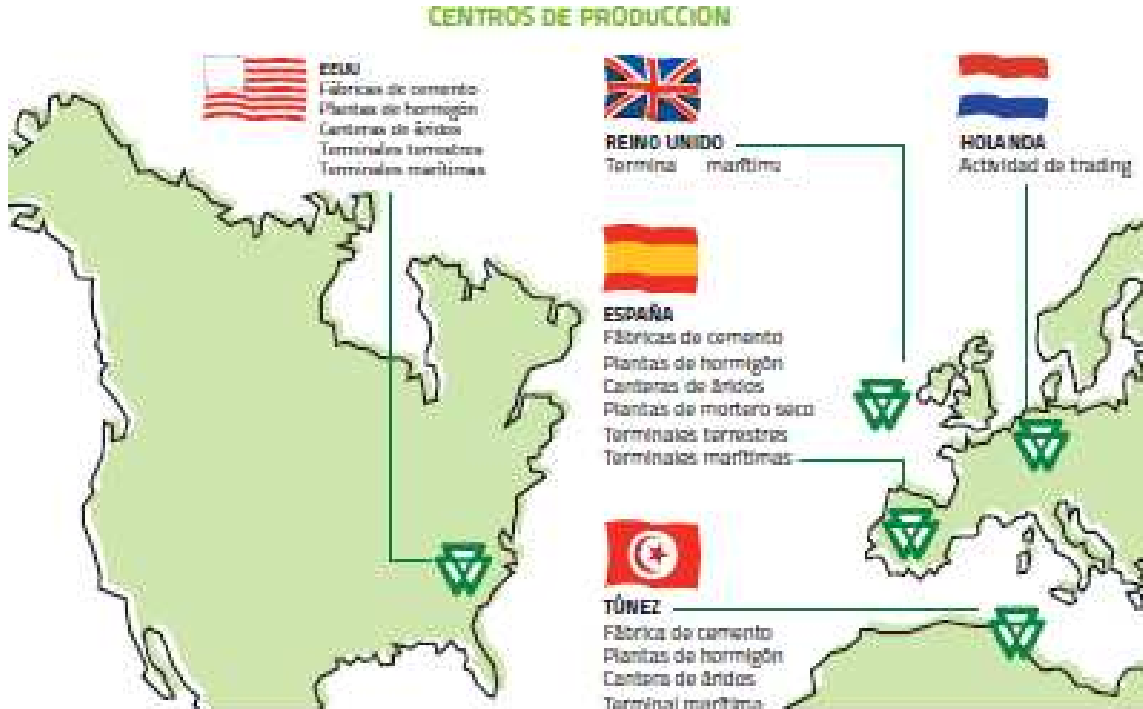 CENTROS DE PRODUCCIÓN
EEUU
Fábricas de cemento
Plantas de hormigón
Canteras de áridos
Terminales terrestres
Terminales marítimas
REINO UNIDO
Termina marítima
HOLANDA
Actividad de trading
ESPAÑA
Fábricas de cemento
Plantas de hormigón
Canteras de áridos
Plantas de mortero seco
Terminales terrestres
Terminales marítimas
TÚNEZ
Fábrica de cemento
Plantas de hormigón
Cantera de áridos
Terminal marítima